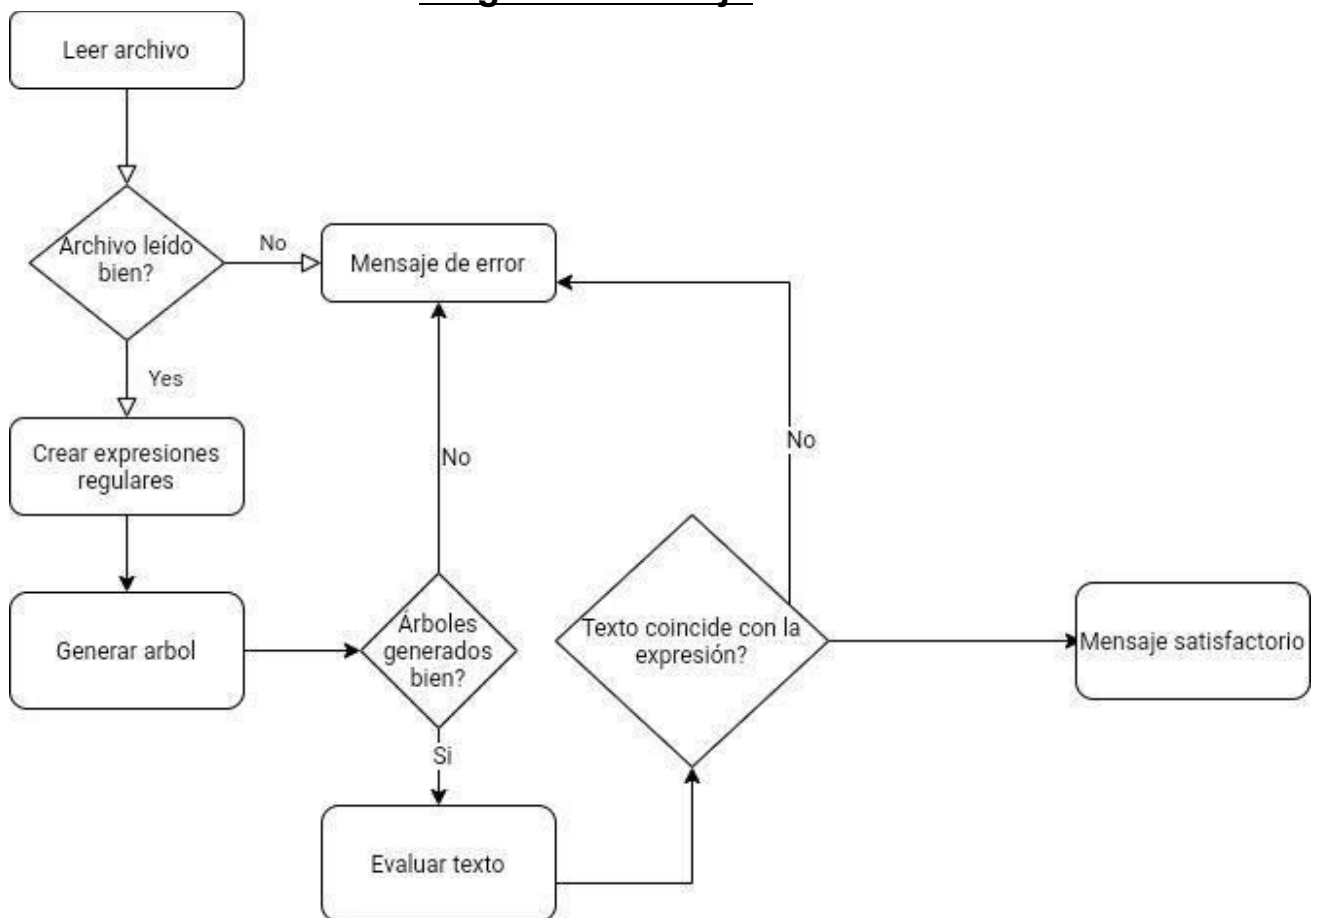 Leer archivo
Archivo leído
bien?
No
Mensaje de error
Yes
Crear expresiones
regulares
No
No
Generar arbol
Árboles
generados
bien?
Texto coincide con la
expresión?
Mensaje satisfactorio
Si
Evaluar texto